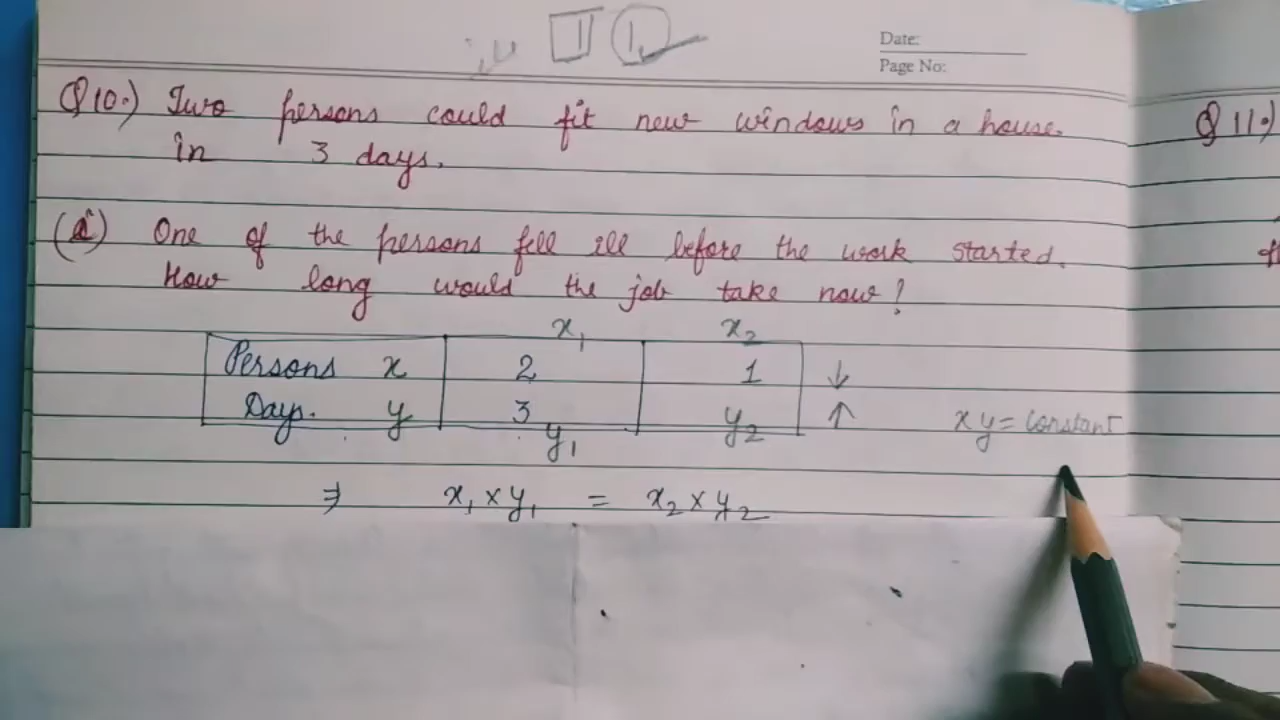 Date:
Page No:
Q 10.) Two persons could fit new windows in a house.
in 3 days.
Q 11.)
(i) One of the persons fell ill before the work started.
How long would the job take now?
x₁ x₂
Persons x 2 1 ↓
Days. y 3 y₂ ↑
y₁
xy = constant
⇒ x₁ × y₁ = x₂ × y₂